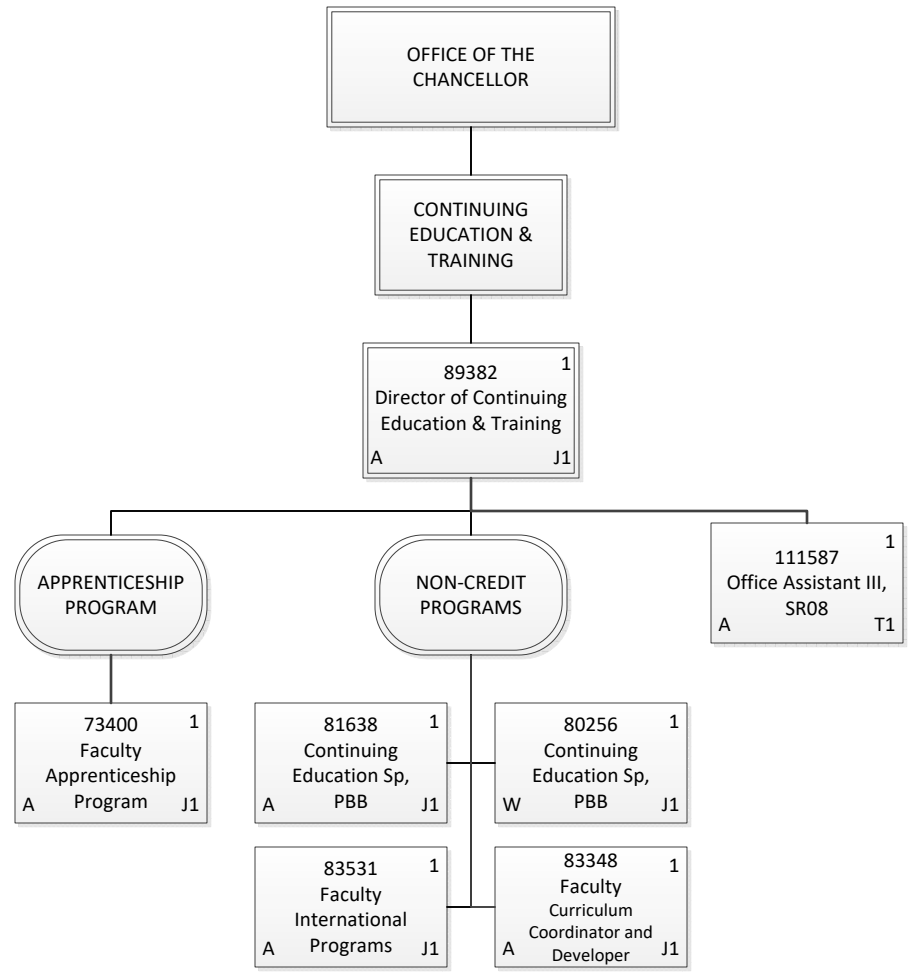 OFFICE OF THE
CHANCELLOR
CONTINUING
EDUCATION &
TRAINING
89382 1
Director of Continuing
Education & Training
A J1
APPRENTICESHIP
PROGRAM
NON-CREDIT
PROGRAMS
111587 1
Office Assistant III,
SR08
A T1
73400 1
Faculty
Apprenticeship
Program
A J1
81638 1
Continuing
Education Sp,
PBB
A J1
80256 1
Continuing
Education Sp,
PBB
W J1
83531 1
Faculty
International
Programs
A J1
83348 1
Faculty
Curriculum
Coordinator and
Developer
A J1